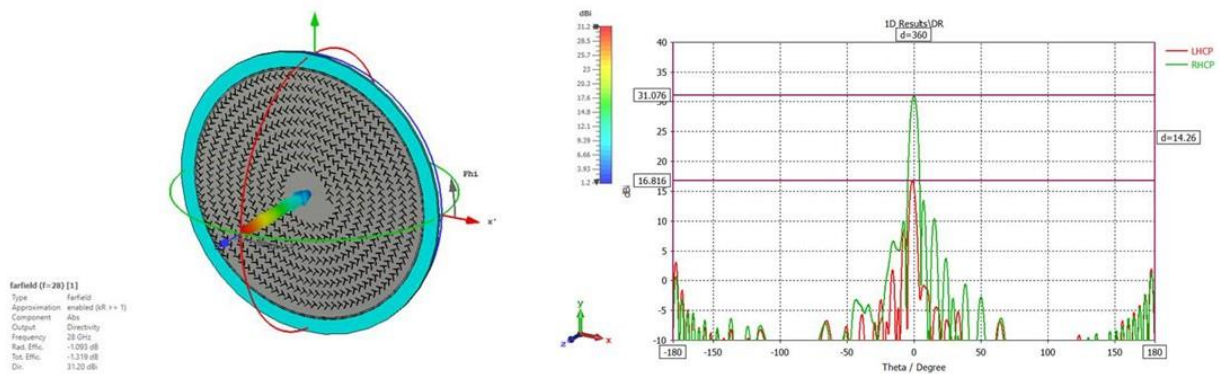 Phi
x'
farfield (f=28) [1]
Type Farfield
Approximation enabled (kR >> 1)
Component Abs
Output Directivity
Frequency 28 GHz
Rad. Effic. -1.093 dB
Tot. Effic. -1.319 dB
Dir. 31.20 dBi
y
z
x
dBi
31.2
28.5
25.7
23
20.2
17.5
14.8
12.1
9.39
6.66
3.93
1.2
1D Results\DR
d=360
40
35
31.076
30
25
20
16.816
15
10
5
0
-5
-10
dBi
d=14.26
LHCP
RHCP
-180
-150
-100
-50
0
50
100
150
180
Theta / Degree